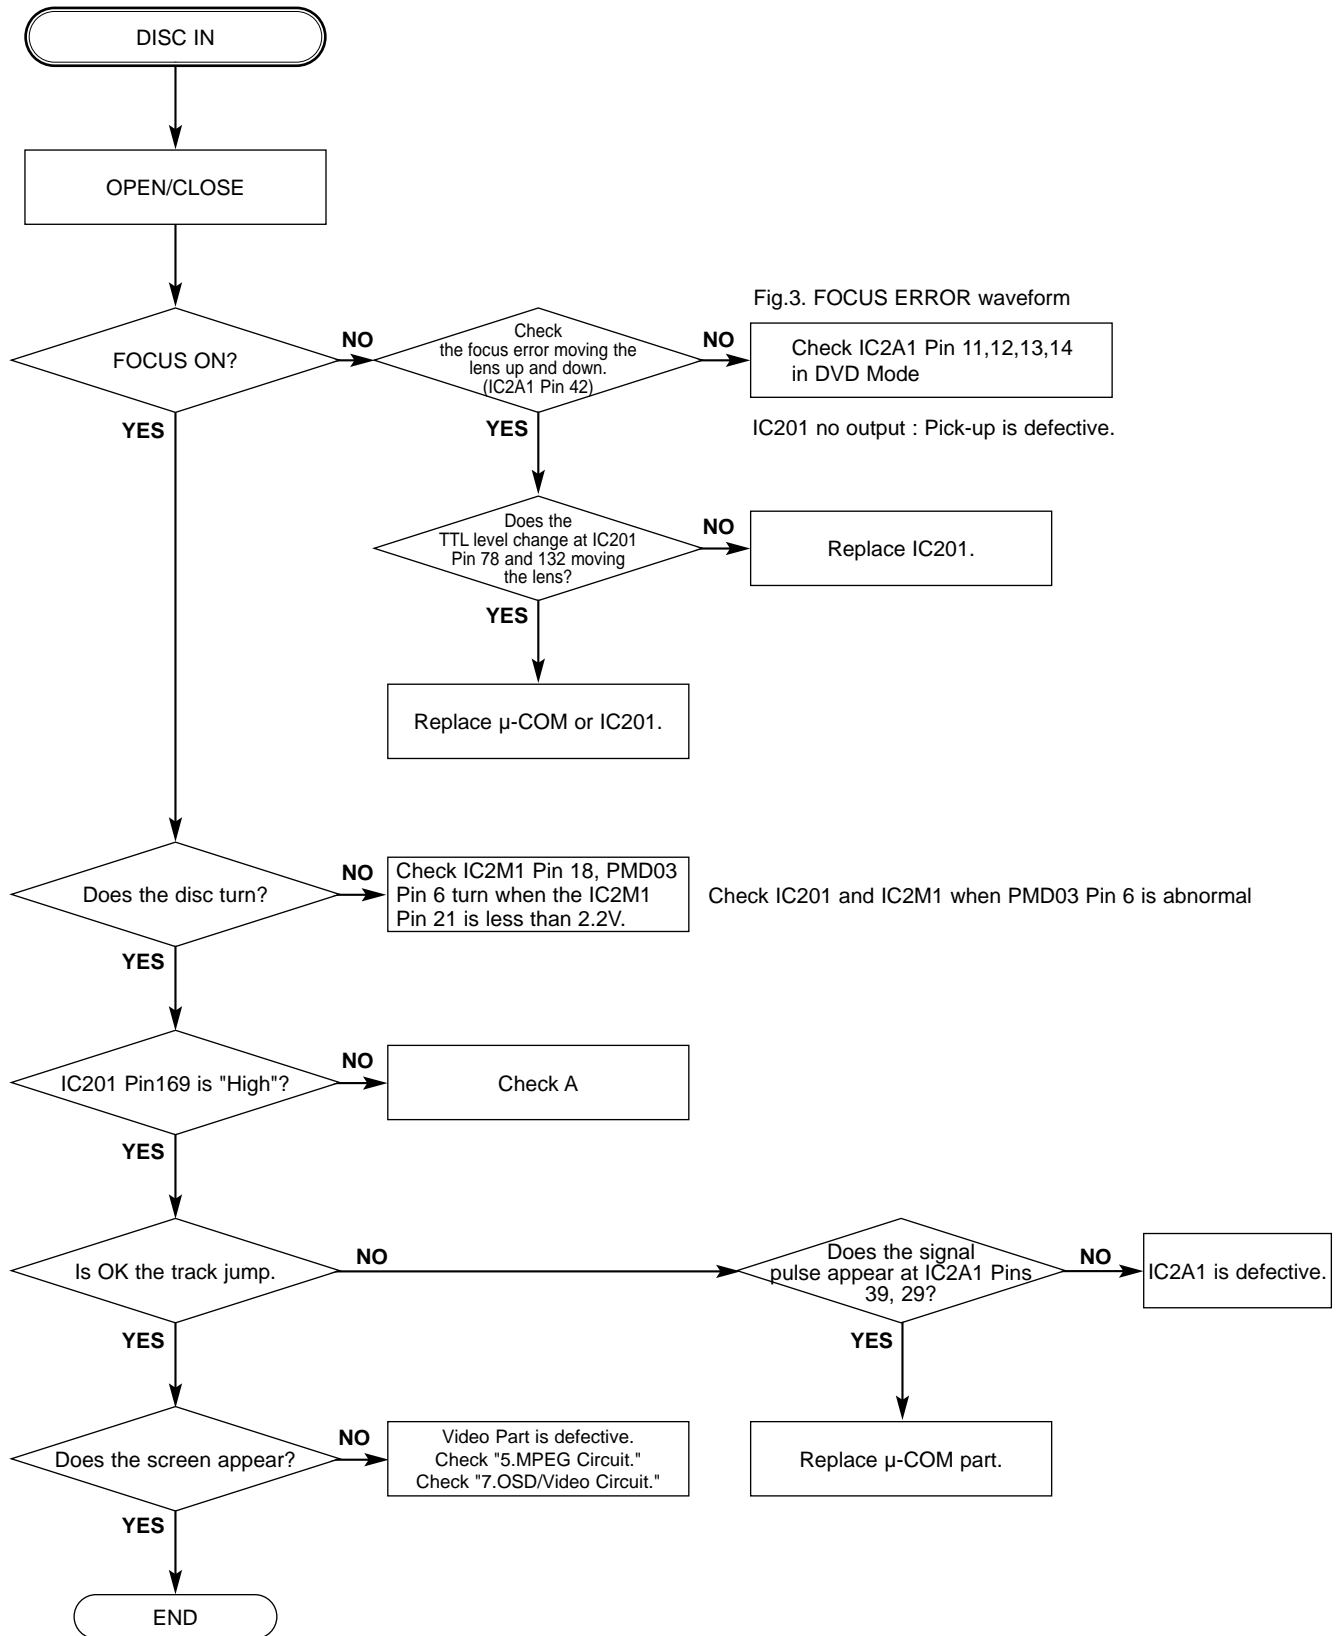 DISC IN
OPEN/CLOSE
FOCUS ON?
NO
YES
Check
the focus error moving the
lens up and down.
(IC2A1 Pin 42)
NO
YES
Fig.3. FOCUS ERROR waveform
Check IC2A1 Pin 11,12,13,14
in DVD Mode
IC201 no output : Pick-up is defective.
Does the
TTL level change at IC201
Pin 78 and 132 moving
the lens?
NO
YES
Replace IC201.
Replace µ-COM or IC201.
Does the disc turn?
NO
YES
Check IC2M1 Pin 18, PMD03
Pin 6 turn when the IC2M1
Pin 21 is less than 2.2V.
Check IC201 and IC2M1 when PMD03 Pin 6 is abnormal
IC201 Pin169 is "High"?
NO
YES
Check A
Is OK the track jump.
NO
YES
Does the signal
pulse appear at IC2A1 Pins
39, 29?
NO
YES
IC2A1 is defective.
Replace µ-COM part.
Does the screen appear?
NO
YES
Video Part is defective.
Check "5.MPEG Circuit."
Check "7.OSD/Video Circuit."
END